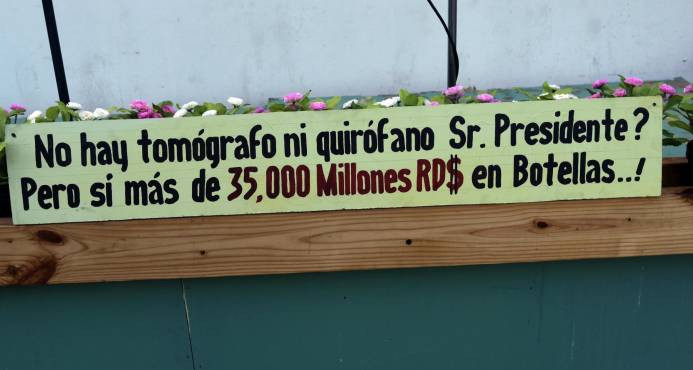 No hay tomógrafo ni quirófano Sr. Presidente?
Pero si más de 35,000 Millones RD$ en Botellas..!